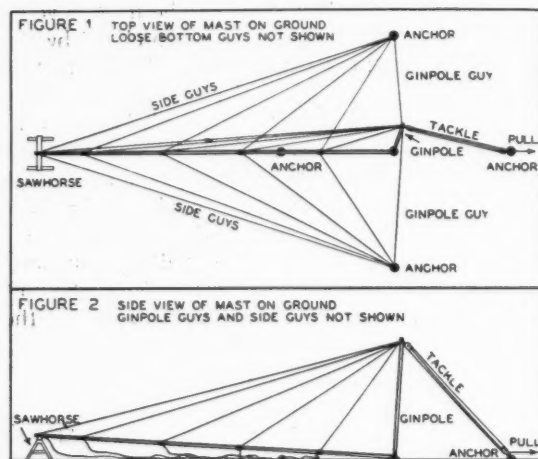 FIGURE 1
TOP VIEW OF MAST ON GROUND
LOOSE BOTTOM GUYS NOT SHOWN
ANCHOR
SIDE GUYS
GINPOLE GUY
TACKLE
PULL
SAWHORSE
ANCHOR
GINPOLE
ANCHOR
SIDE GUYS
GINPOLE GUY
ANCHOR
FIGURE 2
SIDE VIEW OF MAST ON GROUND
GINPOLE GUYS AND SIDE GUYS NOT SHOWN
TACKLE
SAWHORSE
GINPOLE
PULL
ANCHOR